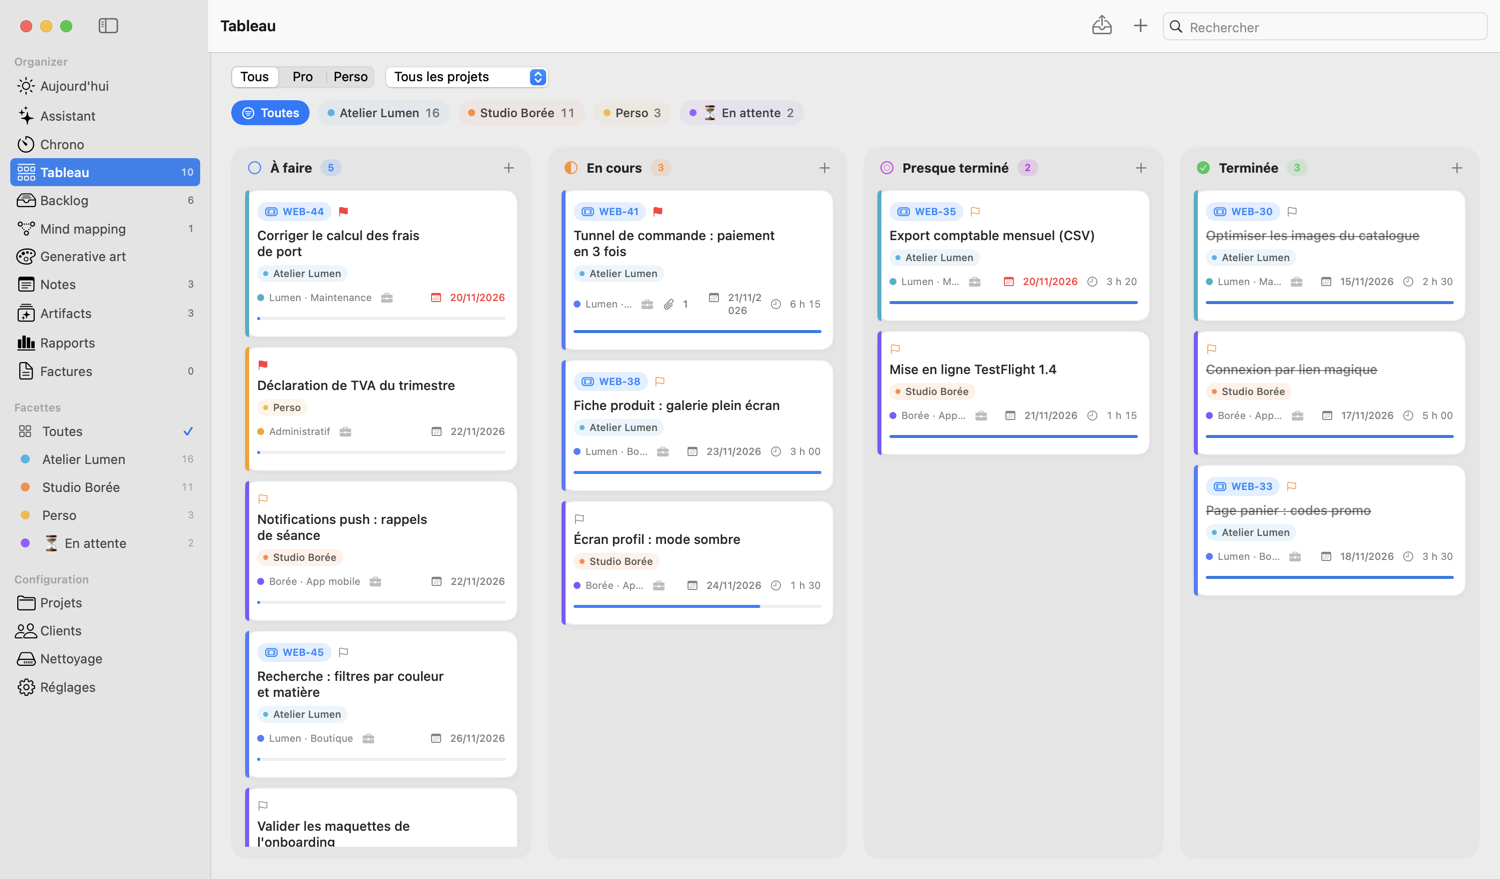 Tableau
Rechercher
Organizer
Aujourd'hui
Assistant
Chrono
Tableau 10
Backlog 6
Mind mapping 1
Generative art
Notes 3
Artifacts 3
Rapports
Factures 0
Facettes
Toutes
Atelier Lumen 16
Studio Borée 11
Perso 3
En attente 2
Configuration
Projets
Clients
Nettoyage
Réglages
Tous Pro Perso Tous les projets
Toutes Atelier Lumen 16 Studio Borée 11 Perso 3 En attente 2
À faire 5
WEB-44
Corriger le calcul des frais
de port
Atelier Lumen
Lumen · Maintenance 20/11/2026
Déclaration de TVA du trimestre
Perso
Administratif 22/11/2026
Notifications push : rappels
de séance
Studio Borée
Borée · App mobile 22/11/2026
WEB-45
Recherche : filtres par couleur
et matière
Atelier Lumen
Lumen · Boutique 26/11/2026
Valider les maquettes de
l'onboarding
En cours 3
WEB-41
Tunnel de commande : paiement
en 3 fois
Atelier Lumen
Lumen ·... 1 21/11/2
026 6 h 15
WEB-38
Fiche produit : galerie plein écran
Atelier Lumen
Lumen · Bo... 23/11/2026 3 h 00
Écran profil : mode sombre
Studio Borée
Borée · Ap... 24/11/2026 1 h 30
Presque terminé 2
WEB-35
Export comptable mensuel (CSV)
Atelier Lumen
Lumen · M... 20/11/2026 3 h 20
Mise en ligne TestFlight 1.4
Studio Borée
Borée · App... 21/11/2026 1 h 15
Terminée 3
WEB-30
Optimiser les images du catalogue
Atelier Lumen
Lumen · Ma... 15/11/2026 2 h 30
Connexion par lien magique
Studio Borée
Borée · App... 17/11/2026 5 h 00
WEB-33
Page panier : codes promo
Atelier Lumen
Lumen · Bo... 18/11/2026 3 h 30